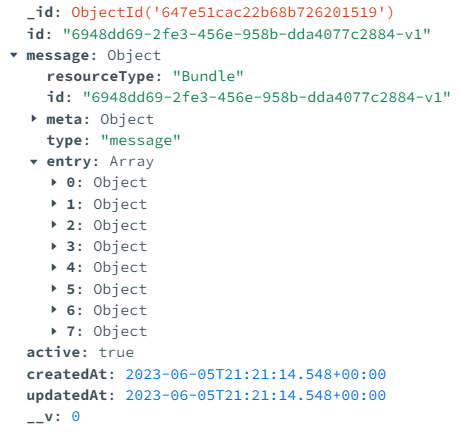 _id: ObjectId('647e51cac22b68b726201519')
id: "6948dd69-2fe3-456e-958b-dda4077c2884-v1"
message: Object
resourceType: "Bundle"
id: "6948dd69-2fe3-456e-958b-dda4077c2884-v1"
meta: Object
type: "message"
entry: Array
0: Object
1: Object
2: Object
3: Object
4: Object
5: Object
6: Object
7: Object
active: true
createdAt: 2023-06-05T21:21:14.548+00:00
updatedAt: 2023-06-05T21:21:14.548+00:00
__v: 0